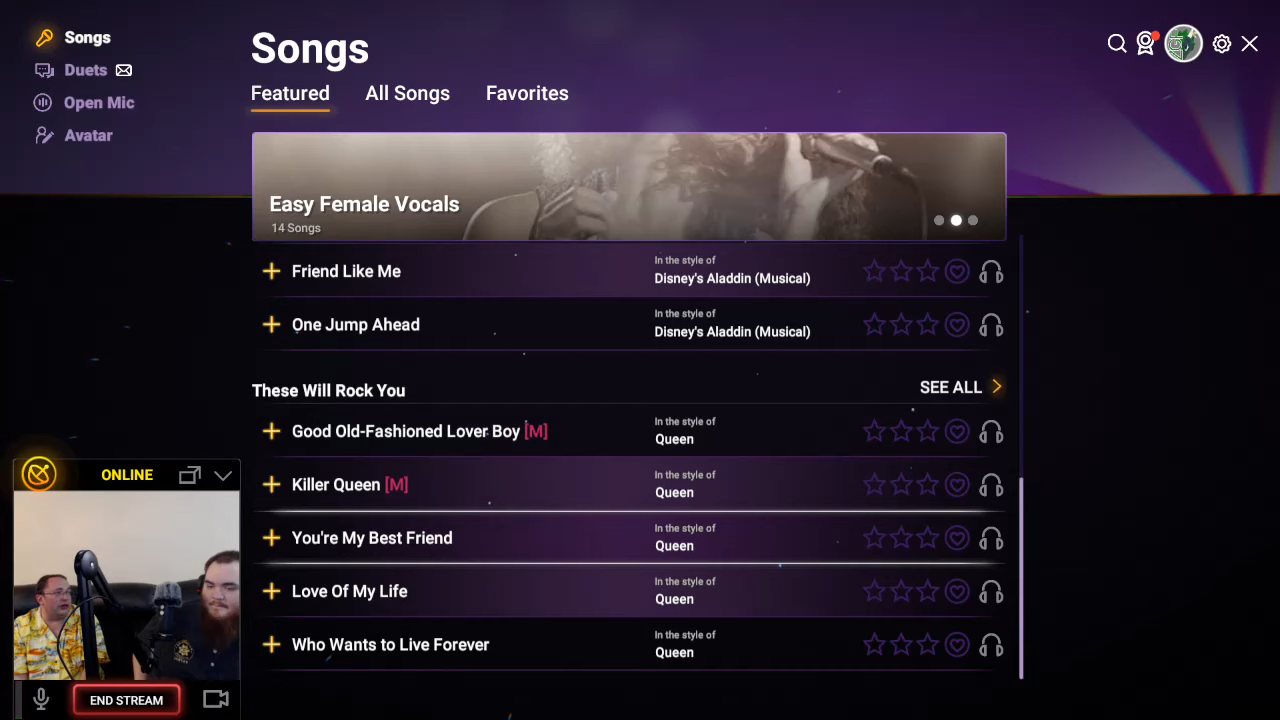 Songs
Duets
Open Mic
Avatar
Songs
Featured
All Songs
Favorites
Easy Female Vocals
14 Songs
Friend Like Me
In the style of
Disney's Aladdin (Musical)
One Jump Ahead
In the style of
Disney's Aladdin (Musical)
These Will Rock You
SEE ALL
Good Old-Fashioned Lover Boy [M]
In the style of
Queen
Killer Queen [M]
In the style of
Queen
You're My Best Friend
In the style of
Queen
Love Of My Life
In the style of
Queen
Who Wants to Live Forever
In the style of
Queen
ONLINE
END STREAM